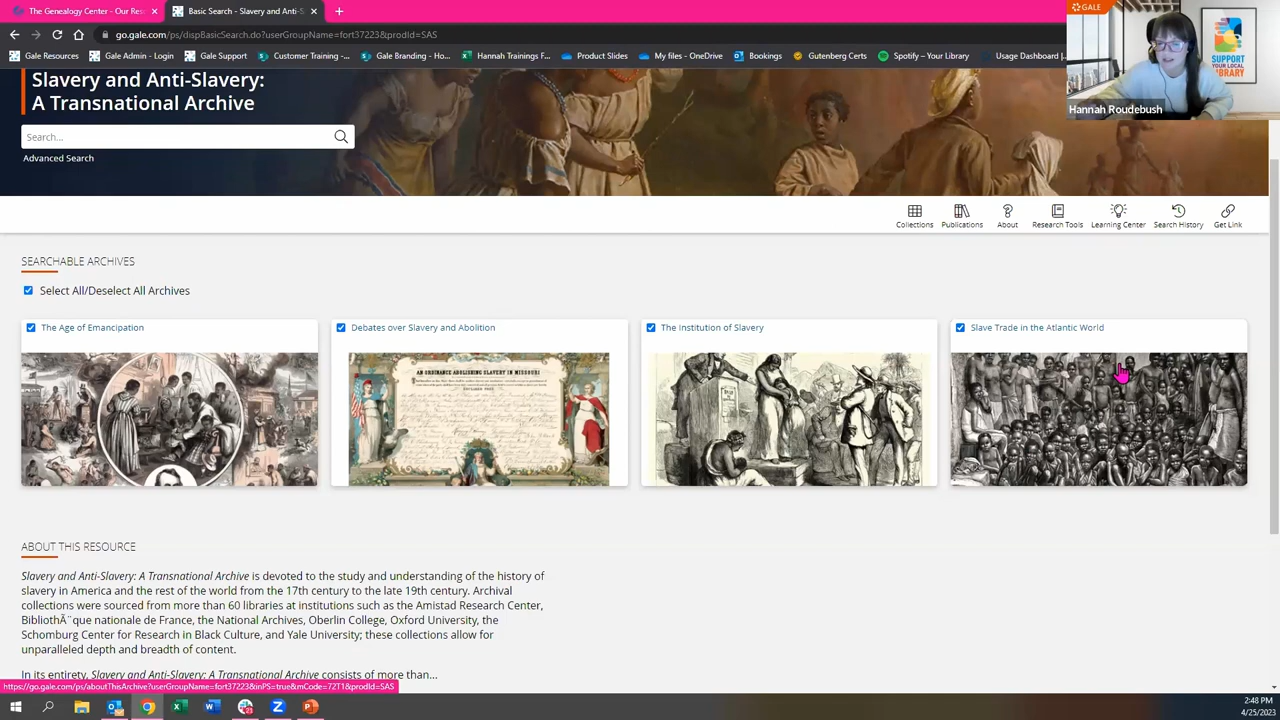 The Genealogy Center - Our Res
Basic Search - Slavery and Anti-S
go.gale.com/ps/dispBasicSearch.do?userGroupName=fort37223&prodId=SAS
Gale Resources
Gale Admin - Login
Gale Support
Customer Training -...
Gale Branding - Ho...
Hannah Trainings F...
Product Slides
My files - OneDrive
Bookings
Gutenberg Certs
Spotify – Your Library
Usage Dashboard |
GALE
SUPPORT
YOUR LOCAL
LIBRARY
Hannah Roudebush
Slavery and Anti-Slavery:
A Transnational Archive
Search...
Advanced Search
Collections
Publications
About
Research Tools
Learning Center
Search History
Get Link
SEARCHABLE ARCHIVES
Select All/Deselect All Archives
The Age of Emancipation
Debates over Slavery and Abolition
The Institution of Slavery
Slave Trade in the Atlantic World
AN ORDINANCE ABOLISHING SLAVERY IN MISSOURI
ABOUT THIS RESOURCE
Slavery and Anti-Slavery: A Transnational Archive is devoted to the study and understanding of the history of
slavery in America and the rest of the world from the 17th century to the late 19th century. Archival
collections were sourced from more than 60 libraries at institutions such as the Amistad Research Center,
BibliothÃ¨que nationale de France, the National Archives, Oberlin College, Oxford University, the
Schomburg Center for Research in Black Culture, and Yale University; these collections allow for
unparalleled depth and breadth of content.
In its entirety, Slavery and Anti-Slavery: A Transnational Archive consists of more than...
https://go.gale.com/ps/aboutThisArchive?userGroupName=fort37223&inPS=true&mCode=72T1&prodId=SAS
2:48 PM
4/25/2023